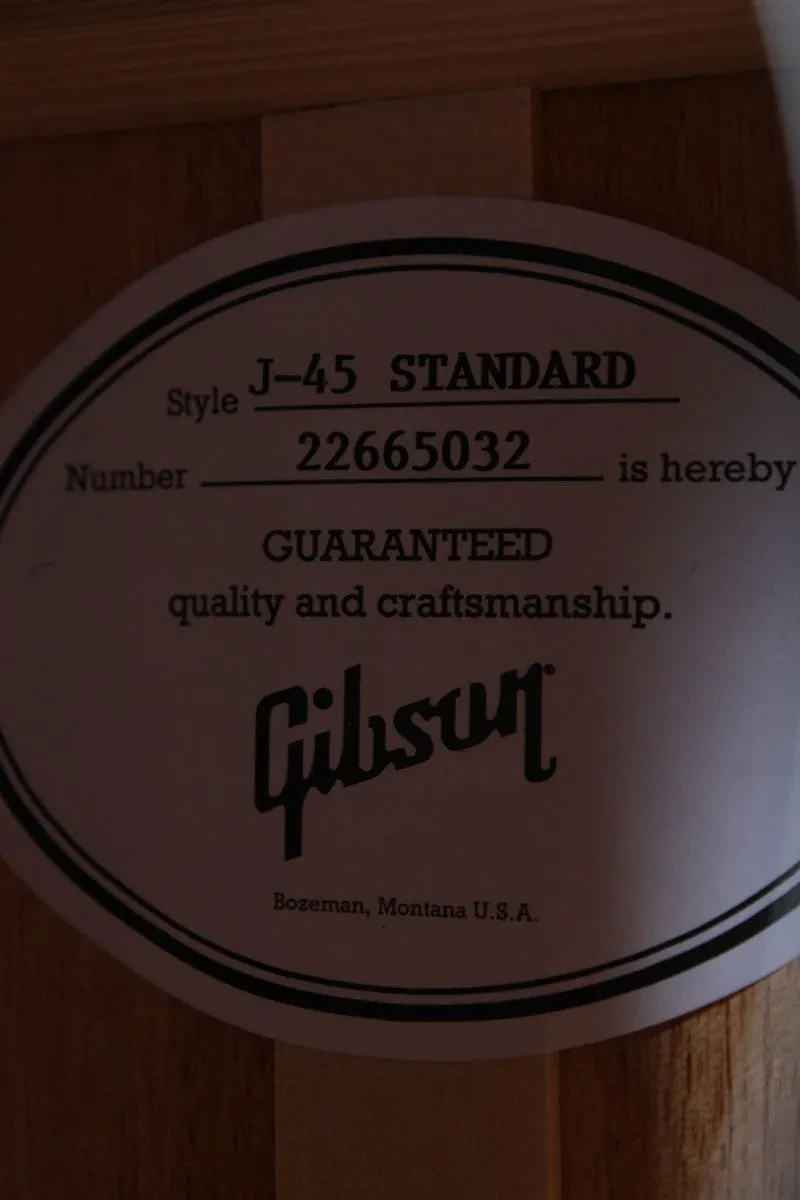 Style J-45 STANDARD
Number 22665032 is hereby
GUARANTEED
quality and craftsmanship.
Gibson®
Bozeman, Montana U.S.A.